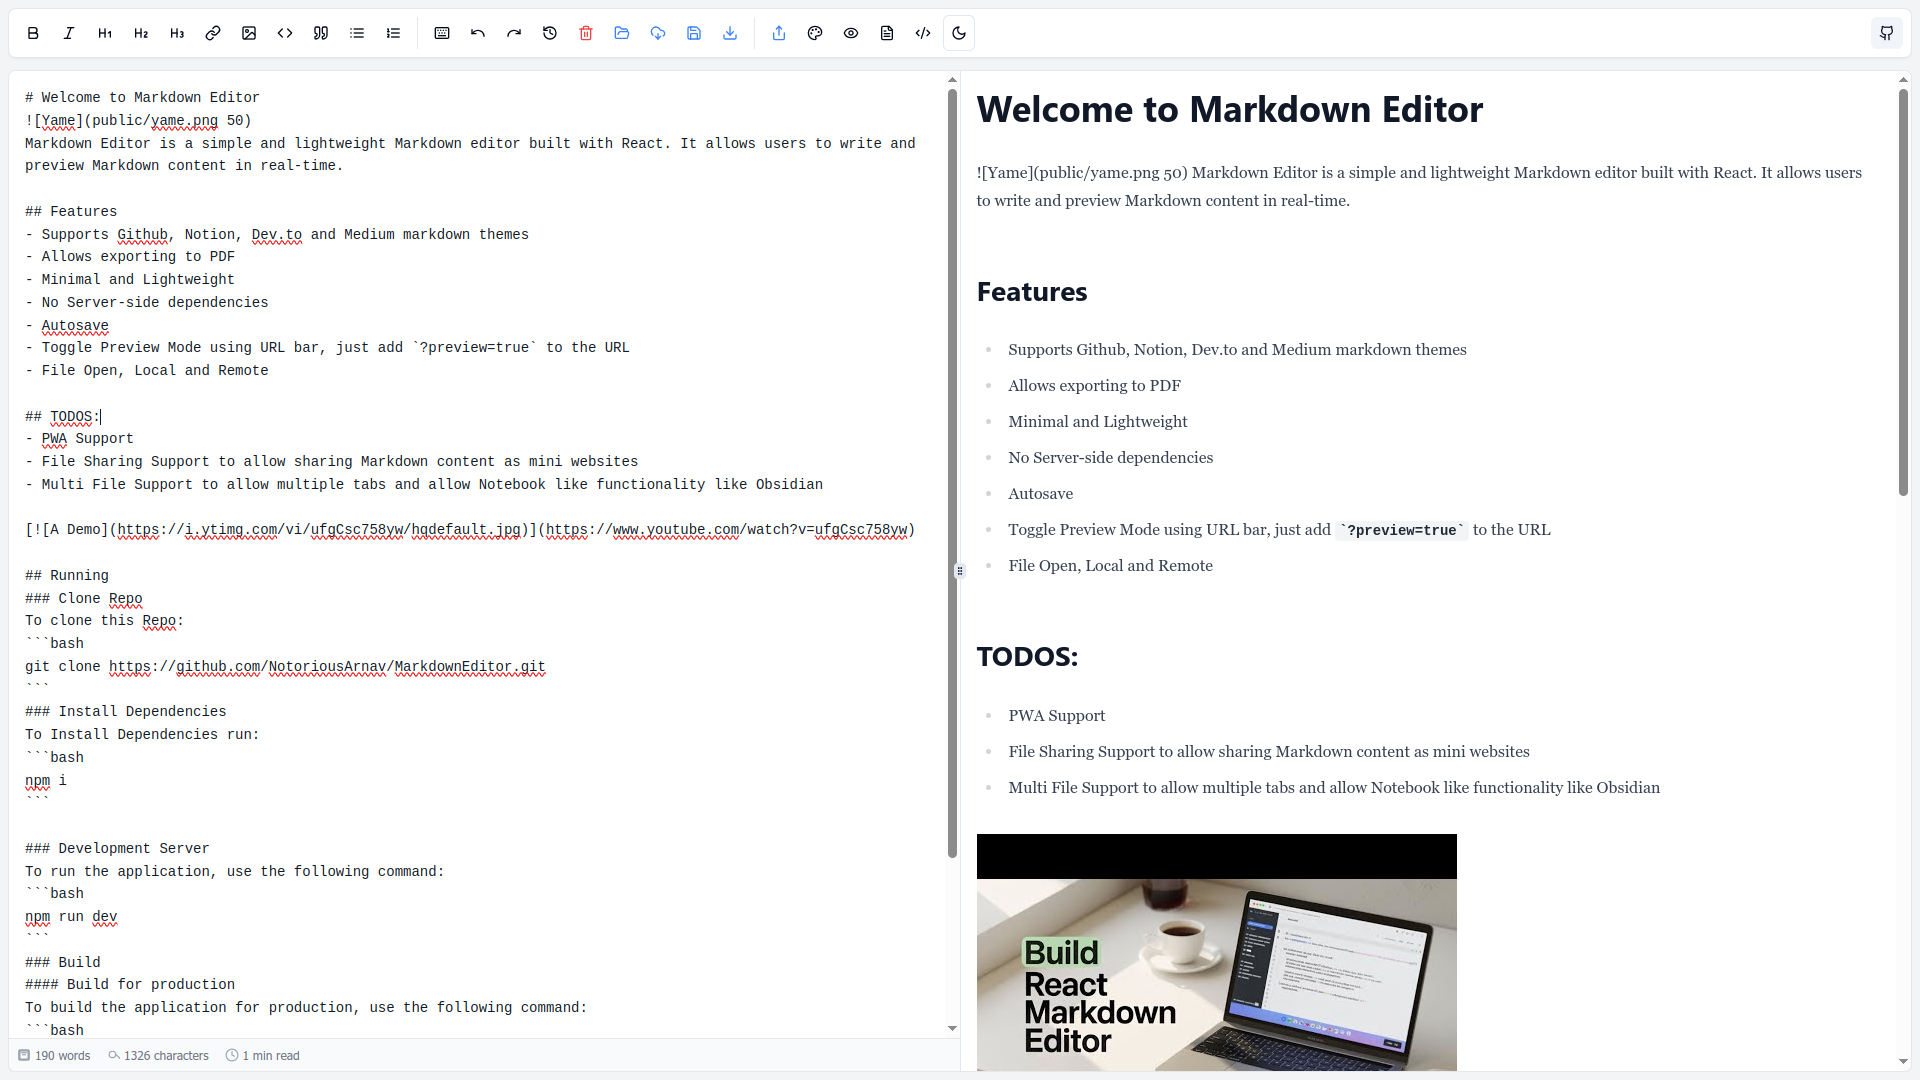 B I H1 H2 H3
# Welcome to Markdown Editor
![Yame](public/yame.png 50)
Markdown Editor is a simple and lightweight Markdown editor built with React. It allows users to write and
preview Markdown content in real-time.
## Features
- Supports Github, Notion, Dev.to and Medium markdown themes
- Allows exporting to PDF
- Minimal and Lightweight
- No Server-side dependencies
- Autosave
- Toggle Preview Mode using URL bar, just add `?preview=true` to the URL
- File Open, Local and Remote
## TODOS:
- PWA Support
- File Sharing Support to allow sharing Markdown content as mini websites
- Multi File Support to allow multiple tabs and allow Notebook like functionality like Obsidian
[![A Demo](https://i.ytimg.com/vi/ufgCsc758yw/hqdefault.jpg)](https://www.youtube.com/watch?v=ufgCsc758yw)
## Running
### Clone Repo
To clone this Repo:
```bash
git clone https://github.com/NotoriousArnav/MarkdownEditor.git
```
### Install Dependencies
To Install Dependencies run:
```bash
npm i
```
### Development Server
To run the application, use the following command:
```bash
npm run dev
```
### Build
#### Build for production
To build the application for production, use the following command:
```bash
190 words 1326 characters 1 min read
Welcome to Markdown Editor
![Yame](public/yame.png 50) Markdown Editor is a simple and lightweight Markdown editor built with React. It allows users
to write and preview Markdown content in real-time.
Features
Supports Github, Notion, Dev.to and Medium markdown themes
Allows exporting to PDF
Minimal and Lightweight
No Server-side dependencies
Autosave
Toggle Preview Mode using URL bar, just add `?preview=true` to the URL
File Open, Local and Remote
TODOS:
PWA Support
File Sharing Support to allow sharing Markdown content as mini websites
Multi File Support to allow multiple tabs and allow Notebook like functionality like Obsidian
Build
React
Markdown
Editor